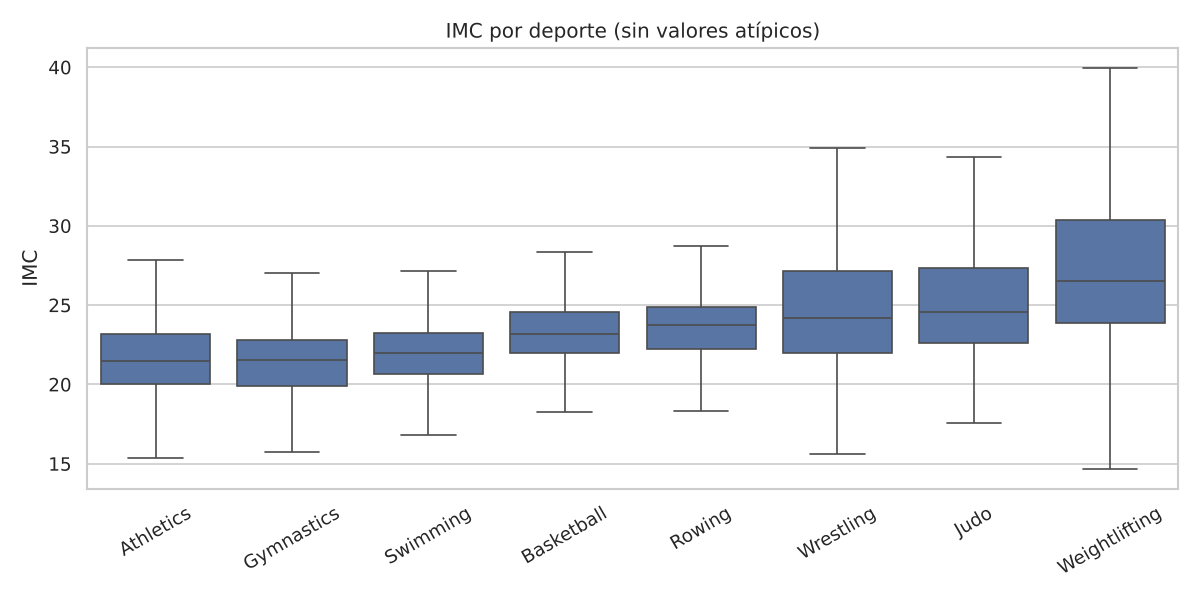 IMC por deporte (sin valores atípicos)
IMC
40
35
30
25
20
15
Athletics
Gymnastics
Swimming
Basketball
Rowing
Wrestling
Judo
Weightlifting